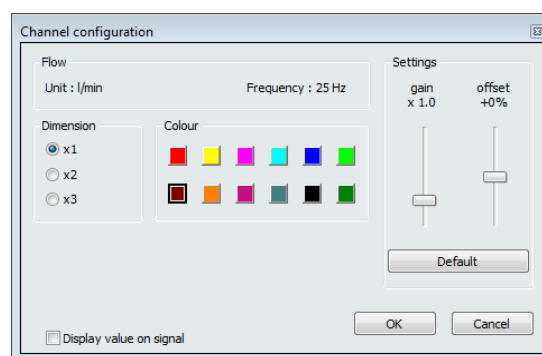 Channel configuration
Flow
Unit : l/min
Frequency : 25 Hz
Settings
gain
x 1.0
offset
+0%
Dimension
x1
x2
x3
Colour
Default
Display value on signal
OK
Cancel